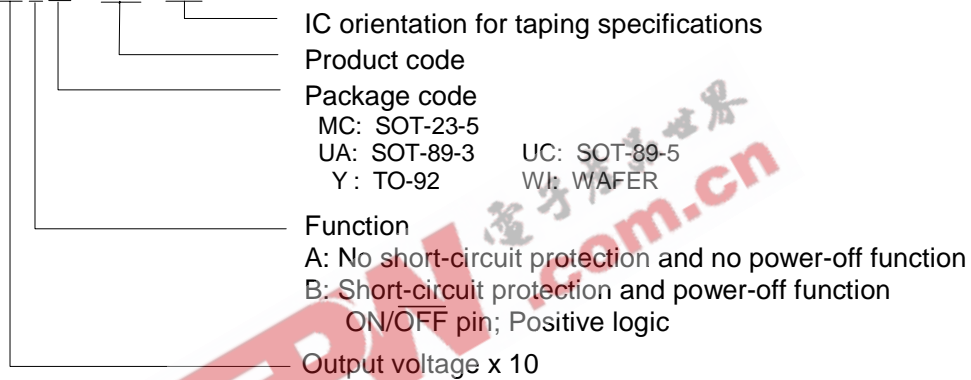 IC orientation for taping specifications
Product code
Package code
MC: SOT-23-5
UA: SOT-89-3 UC: SOT-89-5
Y : TO-92 WI: WAFER
Function
A: No short-circuit protection and no power-off function
B: Short-circuit protection and power-off function
ON/OFF pin; Positive logic
Output voltage x 10
.com.cn